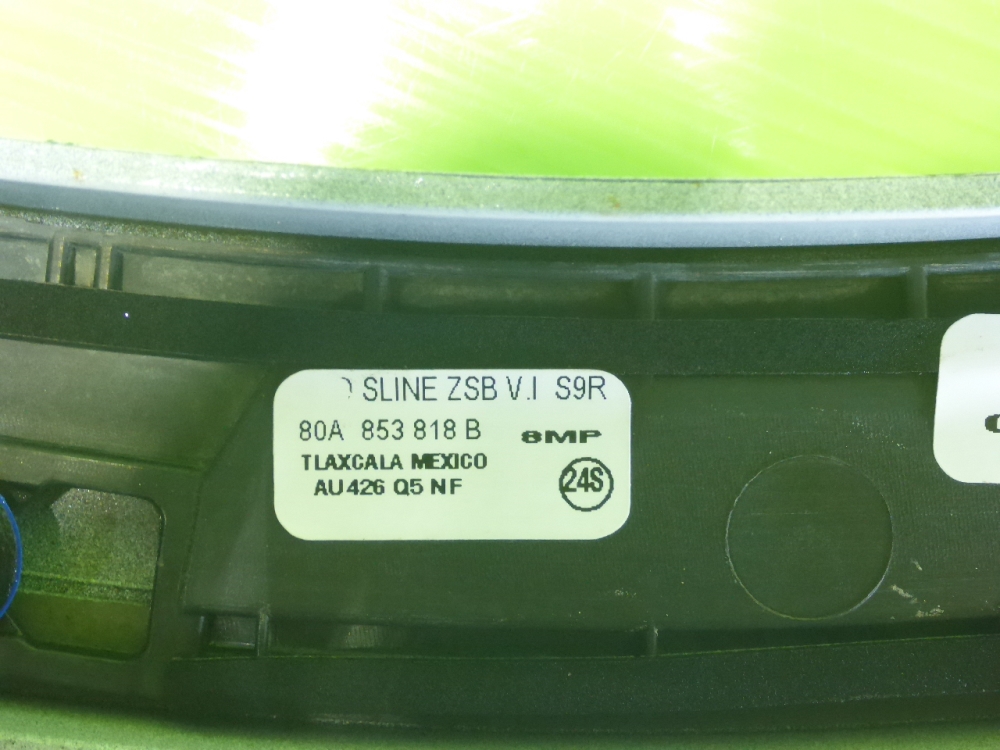 SLINE ZSB V.I S9R
80A 853 818 B 8MP
TLAXCALA MEXICO
AU426 Q5 NF
24S